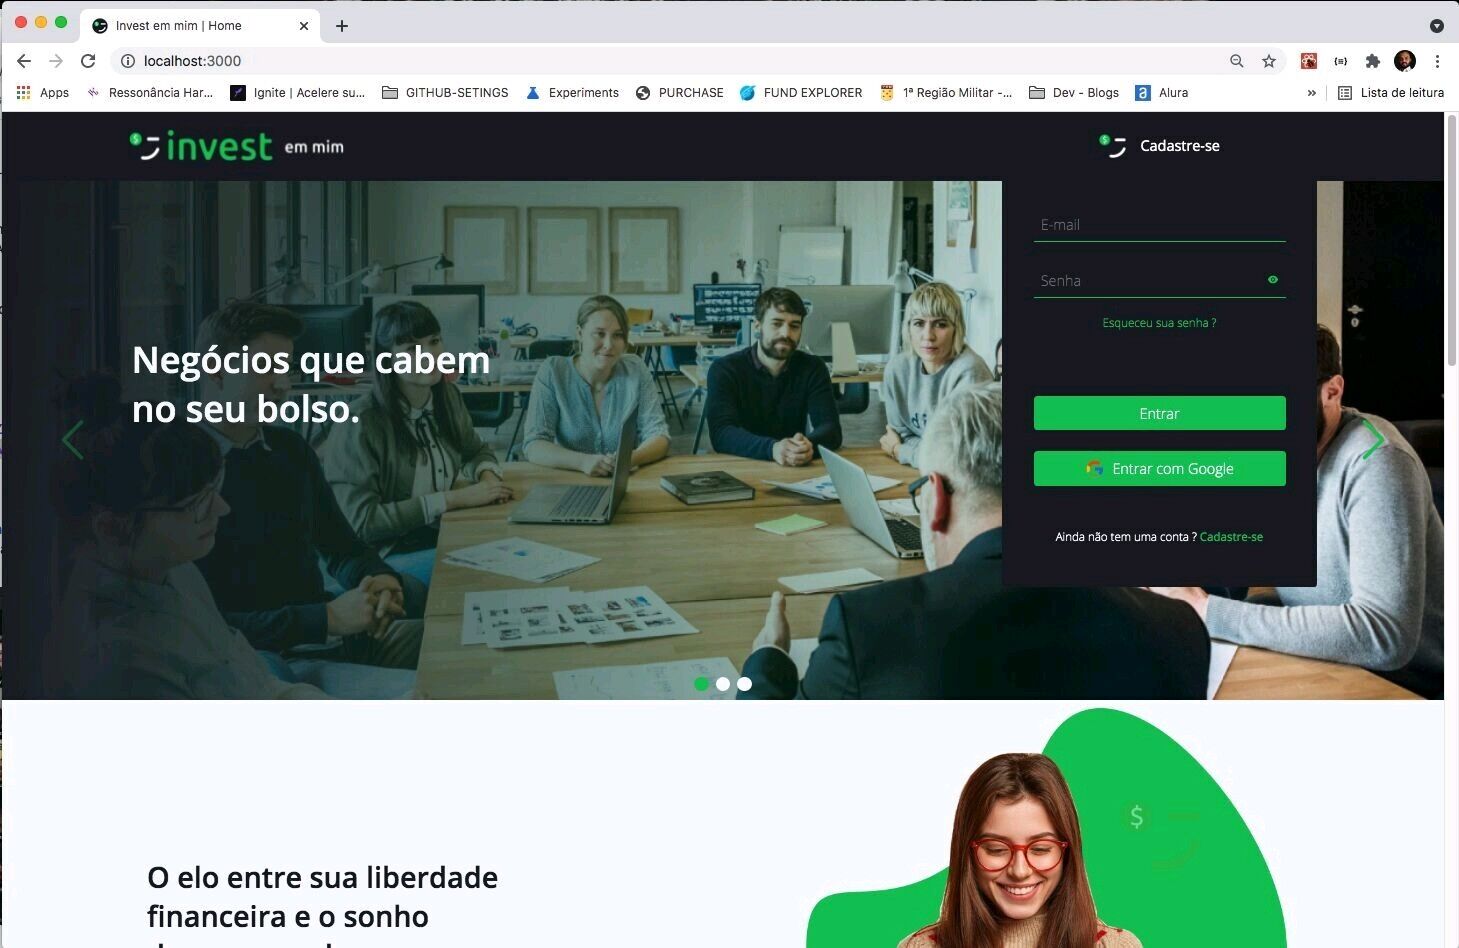 Invest em mim | Home
localhost:3000
Apps
Ressonância Har...
Ignite | Acelere su...
GITHUB-SETINGS
Experiments
PURCHASE
FUND EXPLORER
1ª Região Militar -...
Dev - Blogs
Alura
»
Lista de leitura
invest em mim
Cadastre-se
E-mail
Senha
Esqueceu sua senha ?
Entrar
Entrar com Google
Ainda não tem uma conta ? Cadastre-se
Negócios que cabem
no seu bolso.
$
O elo entre sua liberdade
financeira e o sonho